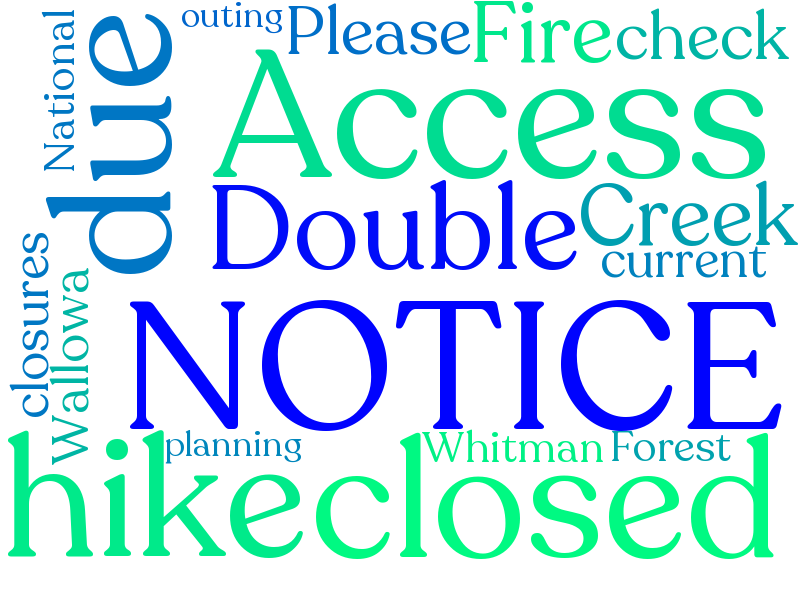 outing Please Fire check
National due Access
Double Creek
current
closures Wallowa NOTICE
planning Whitman Forest
hike closed